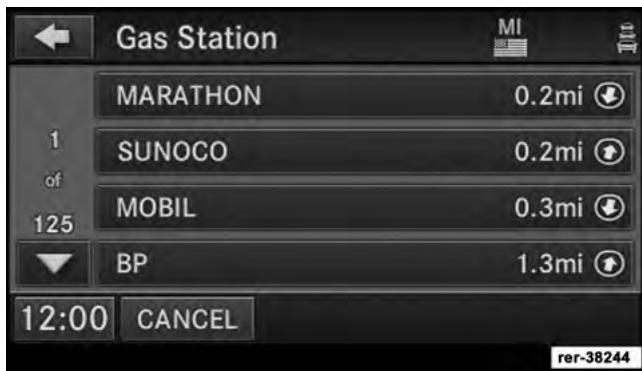 Gas Station MI
MARATHON 0.2mi
1
SUNOCO 0.2mi
of
MOBIL 0.3mi
125
BP 1.3mi
12:00 CANCEL
rer-38244